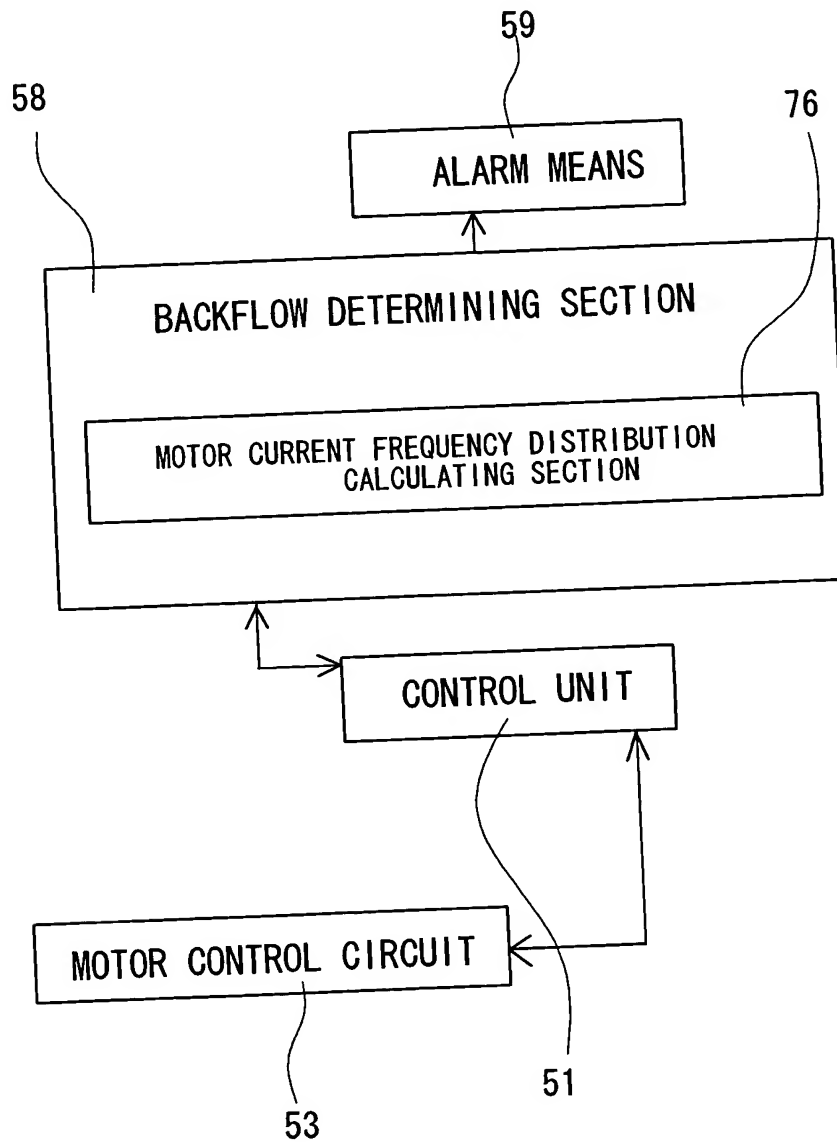 59
58
76
ALARM MEANS
BACKFLOW DETERMINING SECTION
MOTOR CURRENT FREQUENCY DISTRIBUTION
CALCULATING SECTION
CONTROL UNIT
MOTOR CONTROL CIRCUIT
51
53